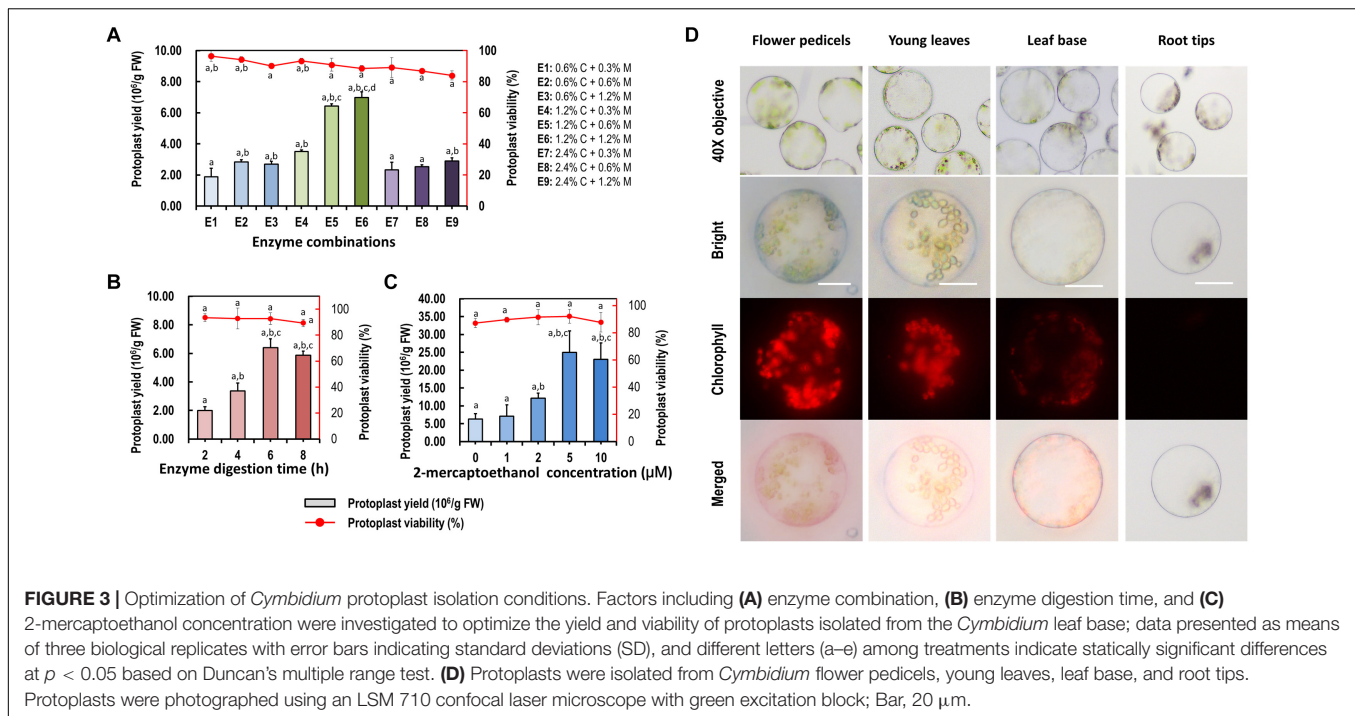 A
Protoplast yield (10⁶/g FW)
10.00
8.00
6.00
4.00
2.00
0.00
a,b
a,b
a
a,b
a
a
a
a
a
a
a,b
a,b
a,b
a,b,c
a,b,c,d
a
a,b
a,b
100
80
60
40
20
0
Protoplast viability (%)
E1 E2 E3 E4 E5 E6 E7 E8 E9
Enzyme combinations
E1: 0.6% C + 0.3% M
E2: 0.6% C + 0.6% M
E3: 0.6% C + 1.2% M
E4: 1.2% C + 0.3% M
E5: 1.2% C + 0.6% M
E6: 1.2% C + 1.2% M
E7: 2.4% C + 0.3% M
E8: 2.4% C + 0.6% M
E9: 2.4% C + 1.2% M
B
Protoplast yield (10⁶/g FW)
10.00
8.00
6.00
4.00
2.00
0.00
a a a a
a
a,b
a,b,c
a,b,c
a
100
80
60
40
20
0
Protoplast viability (%)
2 4 6 8
Enzyme digestion time (h)
C
Protoplast yield (10⁶/g FW)
40.00
35.00
30.00
25.00
20.00
15.00
10.00
5.00
0.00
a a a a a
a
a
a,b
a,b,c
a,b,c
100
80
60
40
20
0
Protoplast viability (%)
0 1 2 5 10
2-mercaptoethanol concentration (µM)
Protoplast yield (10⁶/g FW)
Protoplast viability (%)
D
Flower pedicels Young leaves Leaf base Root tips
40X objective
Bright
Chlorophyll
Merged
FIGURE 3 | Optimization of Cymbidium protoplast isolation conditions. Factors including (A) enzyme combination, (B) enzyme digestion time, and (C)
2-mercaptoethanol concentration were investigated to optimize the yield and viability of protoplasts isolated from the Cymbidium leaf base; data presented as means
of three biological replicates with error bars indicating standard deviations (SD), and different letters (a–e) among treatments indicate statically significant differences
at p < 0.05 based on Duncan's multiple range test. (D) Protoplasts were isolated from Cymbidium flower pedicels, young leaves, leaf base, and root tips.
Protoplasts were photographed using an LSM 710 confocal laser microscope with green excitation block; Bar, 20 µm.